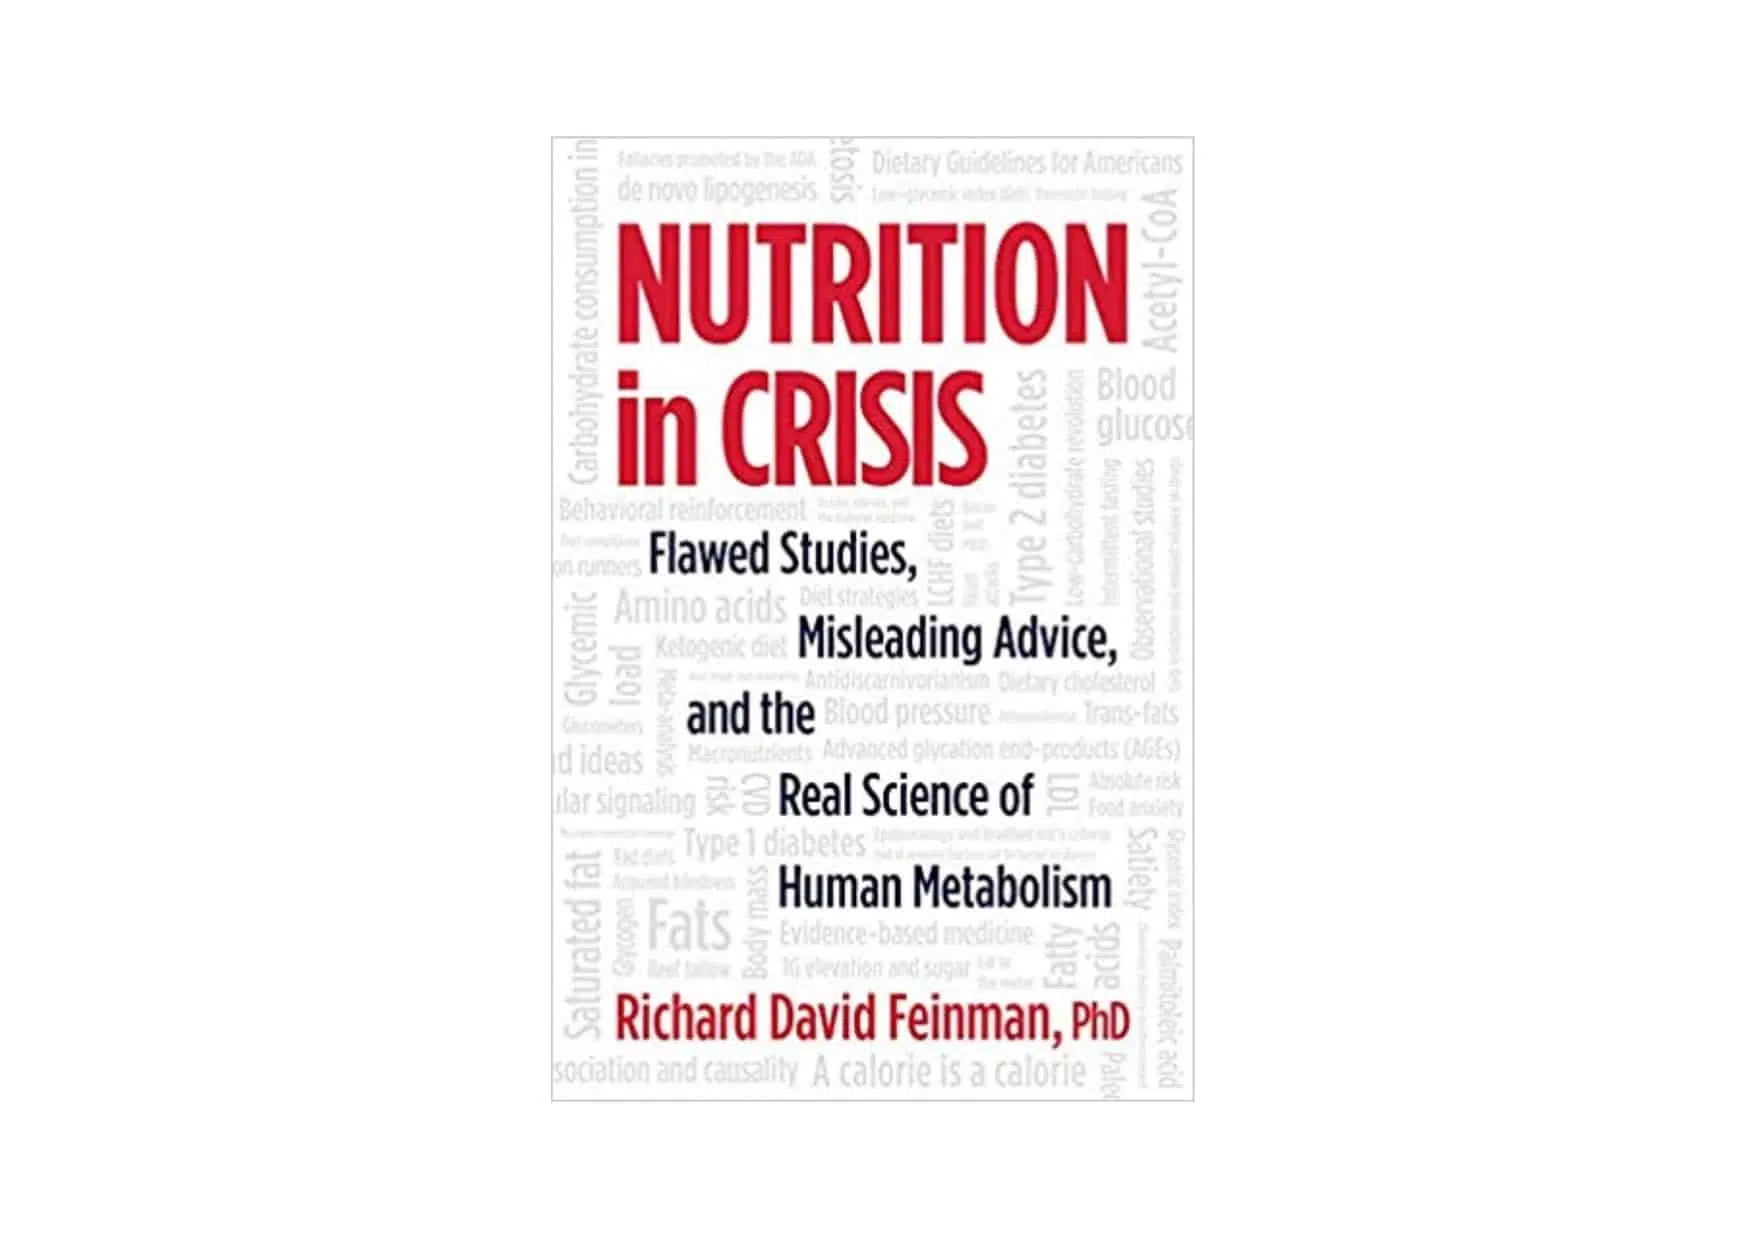 Carbohydrate consumption in
Fallacies promoted by the ADA
de novo lipogenesis
etosis
Dietary Guidelines for Americans
Acetyl-CoA
NUTRITION
in CRISIS
Type 2 diabetes
Low-carbohydrate revolution
Blood
glucose
Intermittent fasting
Observational studies
Behavioral reinforcement
LCHF diets
Flawed Studies,
on runners
Glycemic
load
Amino acids
Diet strategies
Ketogenic diet
Misleading Advice,
Meta-analysis
Antidiscarnivorianism
Dietary cholesterol
and the
Blood pressure
Trans-fats
Glucometers
Macronutrients
Advanced glycation end-products (AGEs)
d ideas
lar signaling
CVD
risk
Real Science of
LDL
Absolute risk
Food anxiety
Type 1 diabetes
Fad diets
Satiety
Glycemic index
Saturated fat
Human Metabolism
Glycogen
Fats
Body mass
Evidence-based medicine
Fatty
acids
Beef tallow
TG elevation and sugar
Palmitoleic acid
Richard David Feinman, PhD
sociation and causality
A calorie is a calorie
Paleo